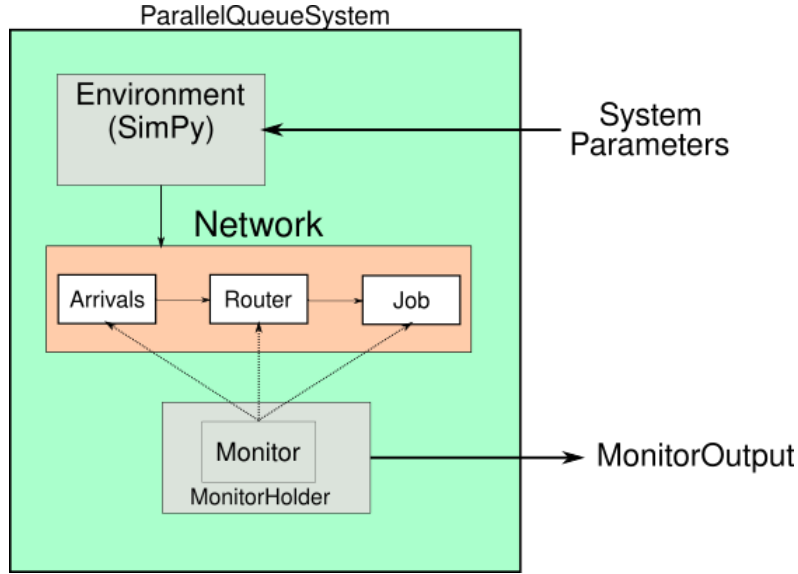 ParallelQueueSystem
Environment
(SimPy)
System
Parameters
Network
Arrivals
Router
Job
Monitor
MonitorHolder
MonitorOutput